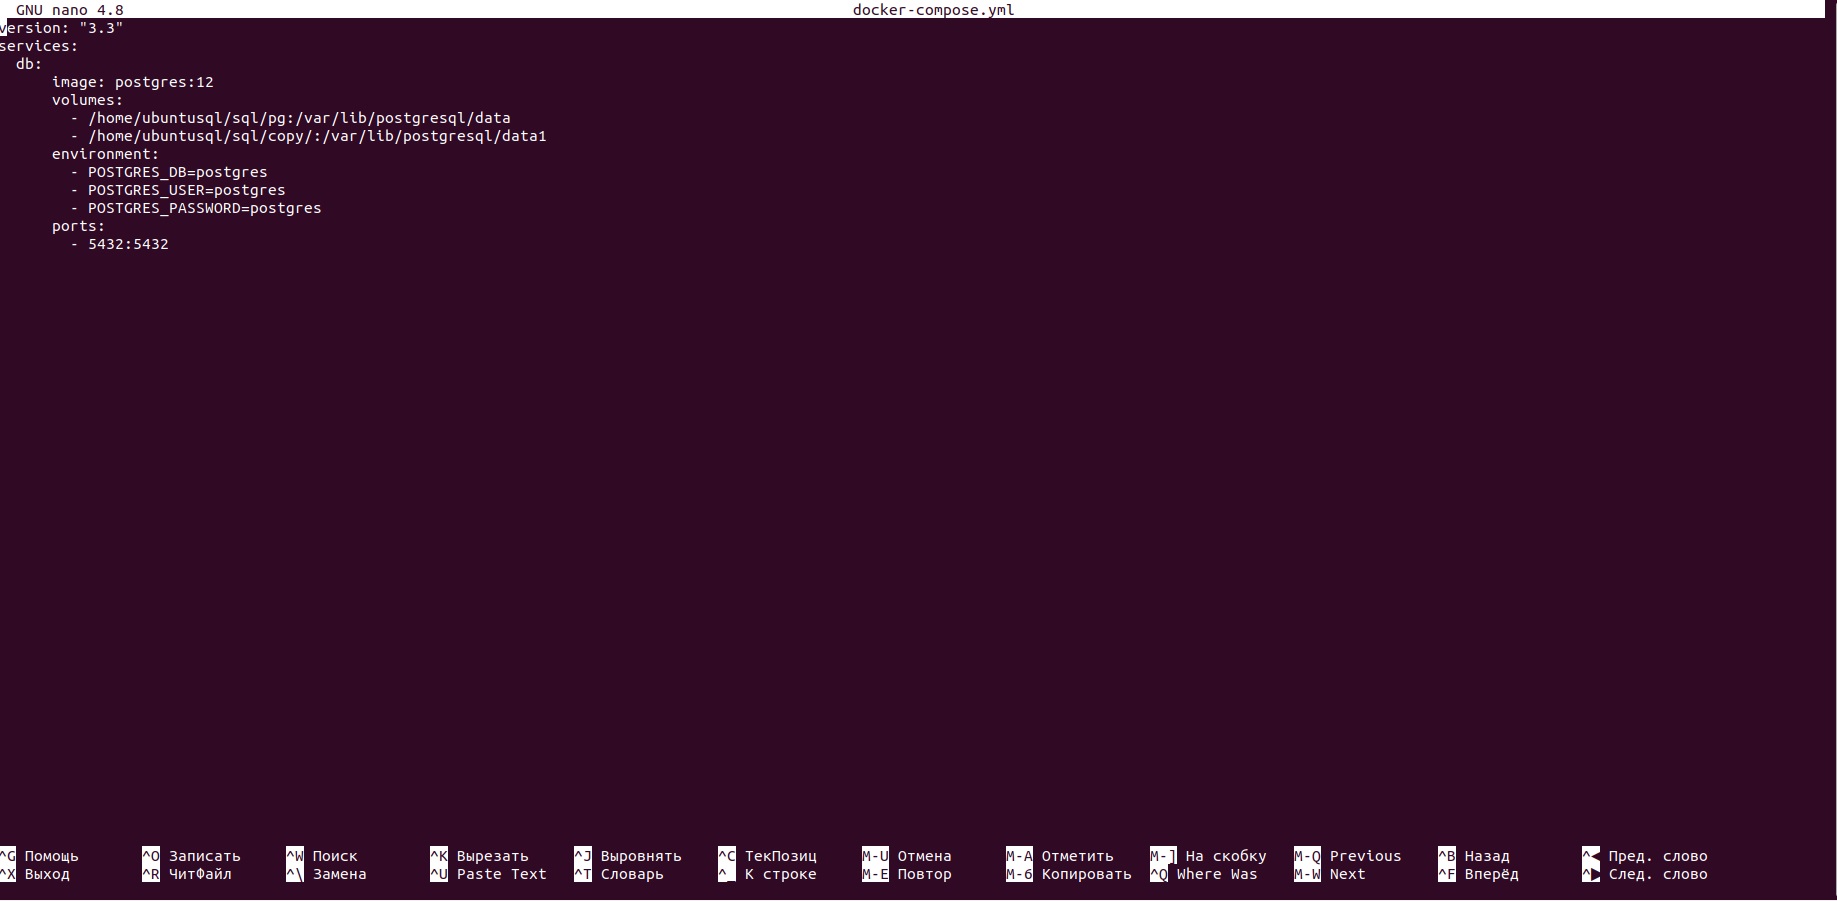 GNU nano 4.8 docker-compose.yml
version: "3.3"
services:
  db:
      image: postgres:12
      volumes:
        - /home/ubuntusql/sql/pg:/var/lib/postgresql/data
        - /home/ubuntusql/sql/copy/:/var/lib/postgresql/data1
      environment:
        - POSTGRES_DB=postgres
        - POSTGRES_USER=postgres
        - POSTGRES_PASSWORD=postgres
      ports:
        - 5432:5432
^G Помощь ^O Записать ^W Поиск ^K Вырезать ^J Выровнять ^C ТекПозиц M-U Отмена M-A Отметить M-] На скобку M-Q Previous ^B Назад ^◀ Пред. слово
^X Выход ^R ЧитФайл ^\ Замена ^U Paste Text ^T Словарь ^_ К строке M-E Повтор M-6 Копировать ^Q Where Was M-W Next ^F Вперёд ^▶ След. слово